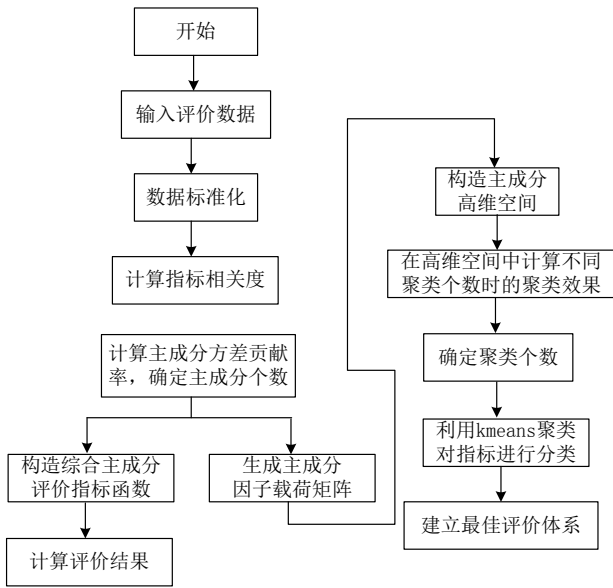 开始
输入评价数据
数据标准化
计算指标相关度
计算主成分方差贡献
率，确定主成分个数
构造综合主成分
评价指标函数
计算评价结果
生成主成分
因子载荷矩阵
构造主成分
高维空间
在高维空间中计算不同
聚类个数时的聚类效果
确定聚类个数
利用kmeans聚类
对指标进行分类
建立最佳评价体系